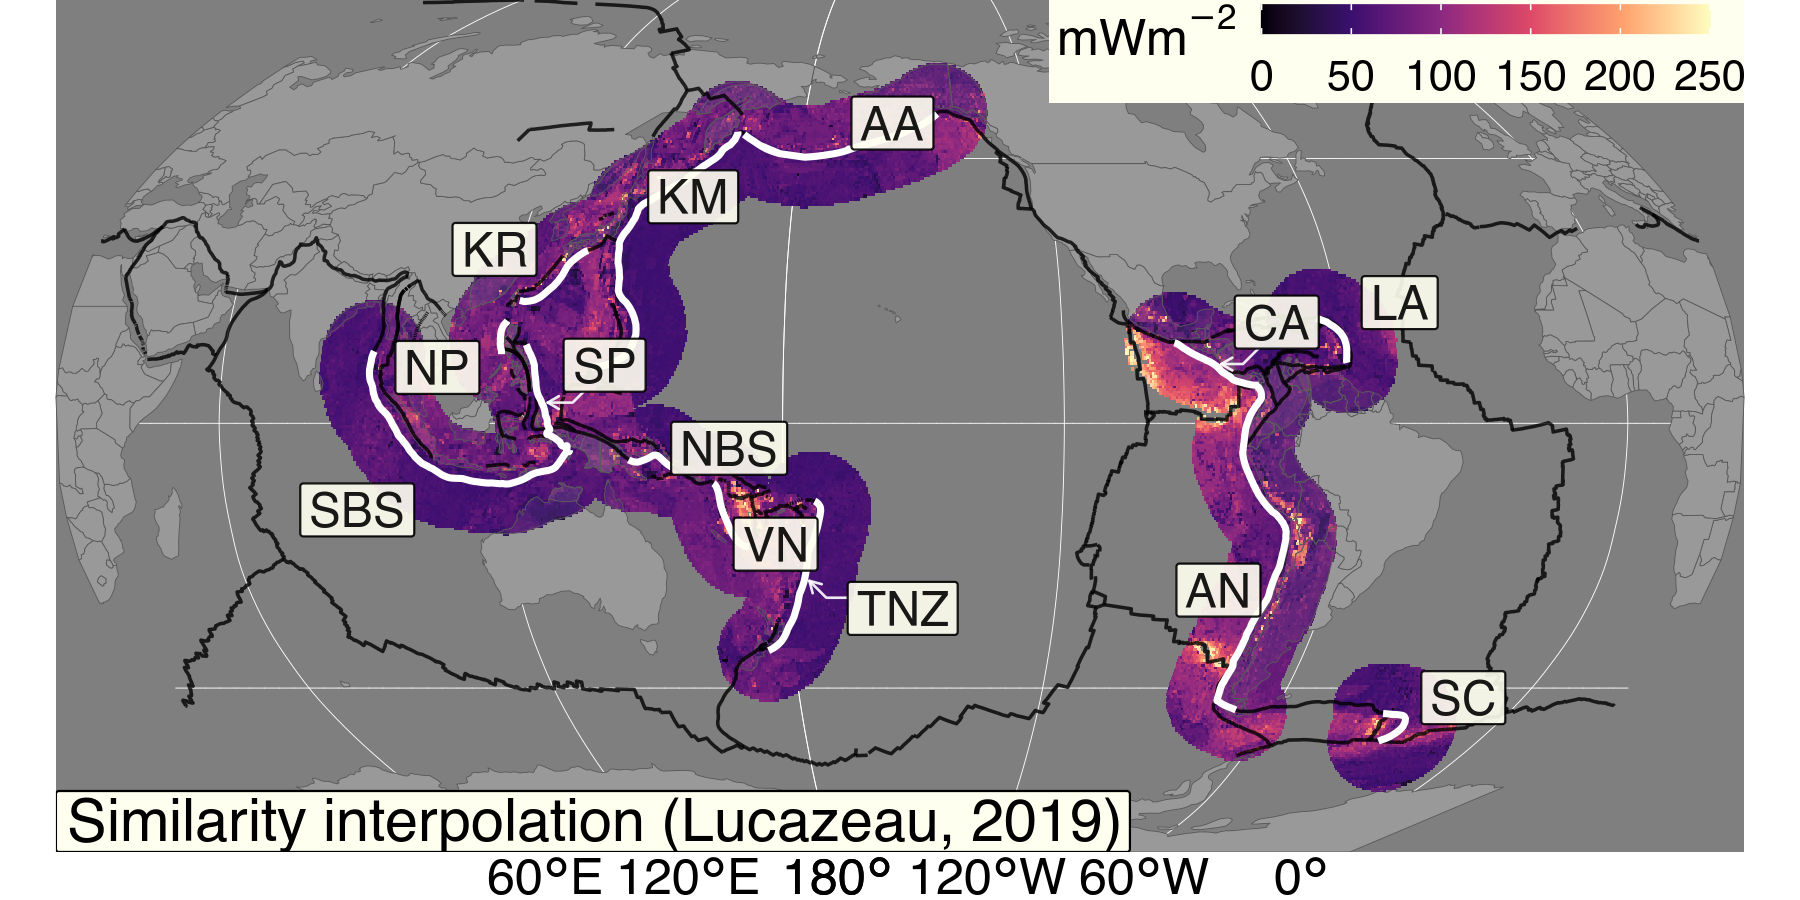 mWm−2
0 50 100 150 200 250
AA
KM
KR
LA
CA
NP
SP
NBS
SBS
VN
AN
TNZ
SC
Similarity interpolation (Lucazeau, 2019)
60°E 120°E 180° 120°W 60°W 0°